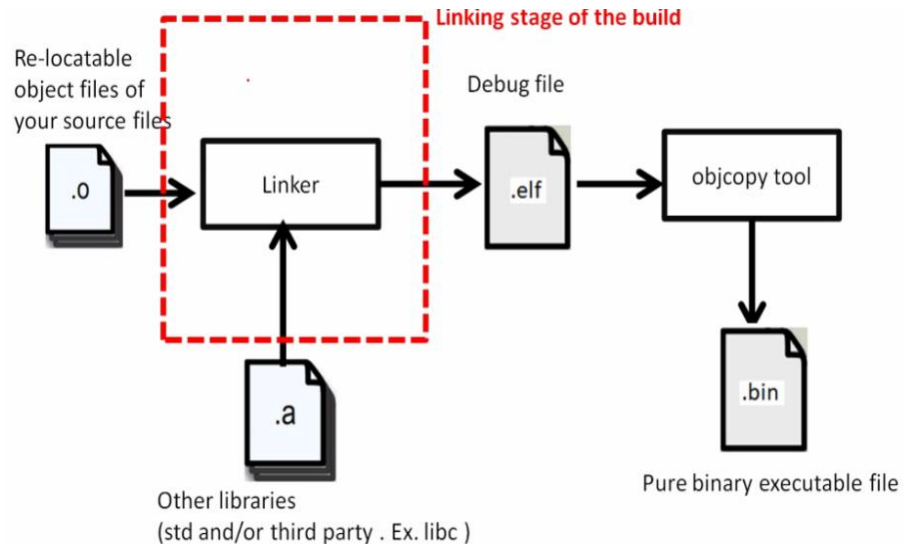 Linking stage of the build
Re-locatable
object files of
your source files
Debug file
.o
Linker
.elf
objcopy tool
.a
.bin
Other libraries
(std and/or third party . Ex. libc )
Pure binary executable file